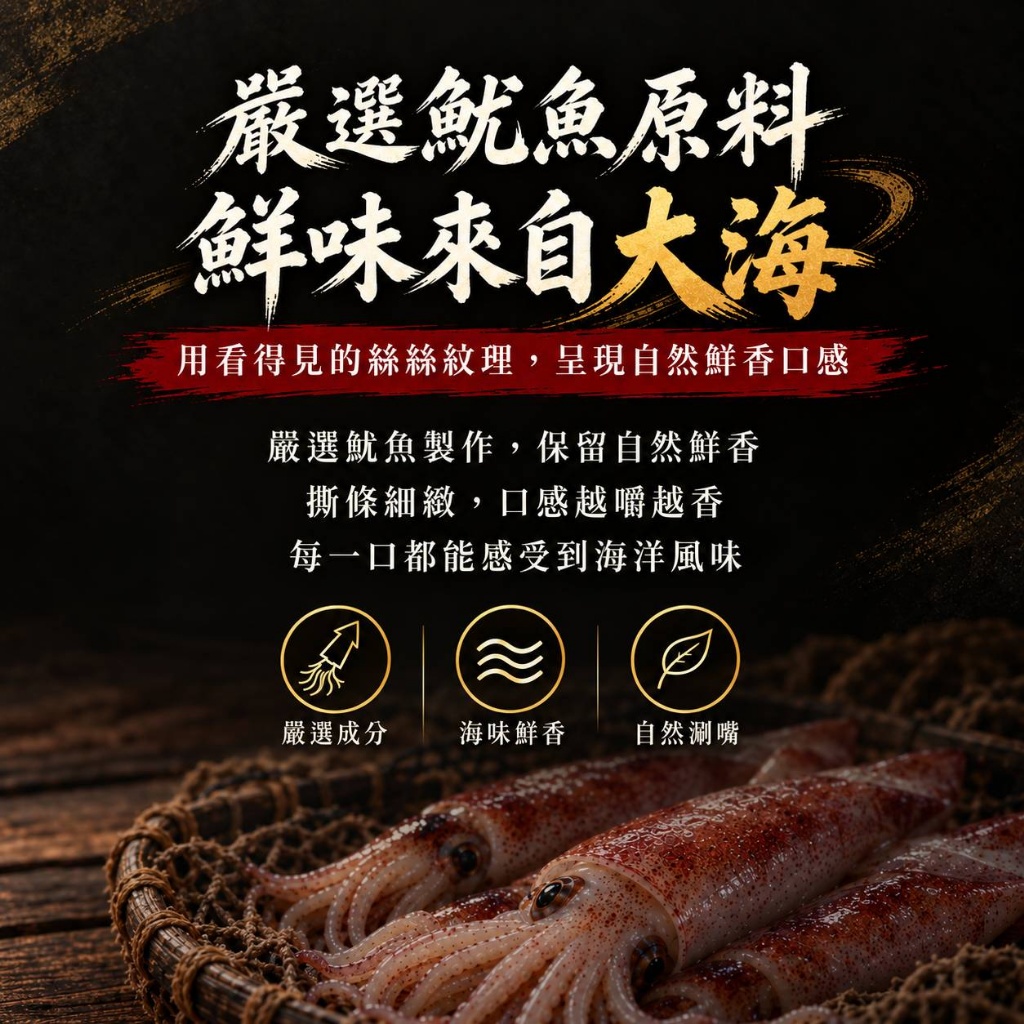 嚴選魷魚原料
鮮味來自大海
用看得見的絲絲紋理，呈現自然鮮香口感
嚴選魷魚製作，保留自然鮮香
撕條細緻，口感越嚼越香
每一口都能感受到海洋風味
嚴選成分
海味鮮香
自然涮嘴